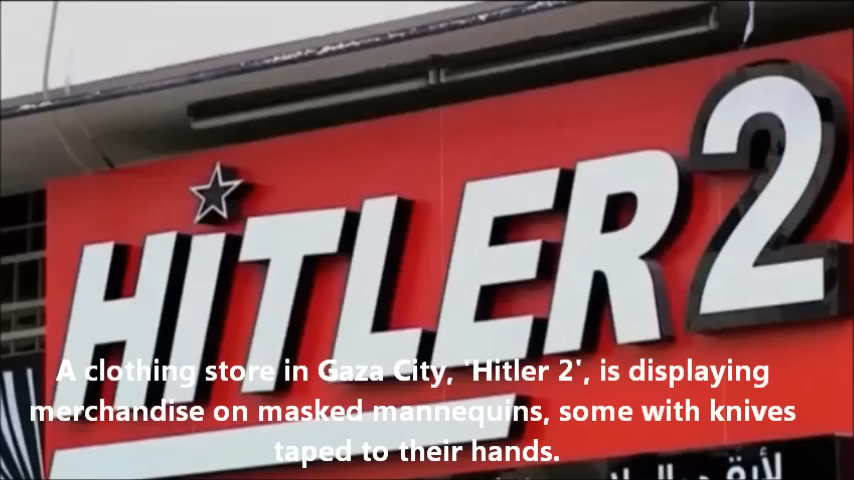 HITLER 2
A clothing store in Gaza City, 'Hitler 2', is displaying
merchandise on masked mannequins, some with knives
taped to their hands.